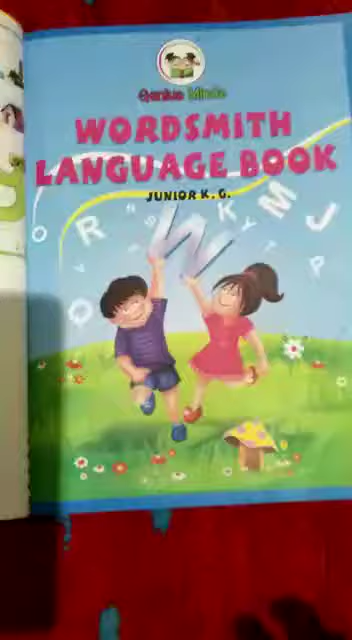 Genius Minds
WORDSMITH
LANGUAGE BOOK
JUNIOR K. G.
O R N S K Y M J
W
Y T P
O